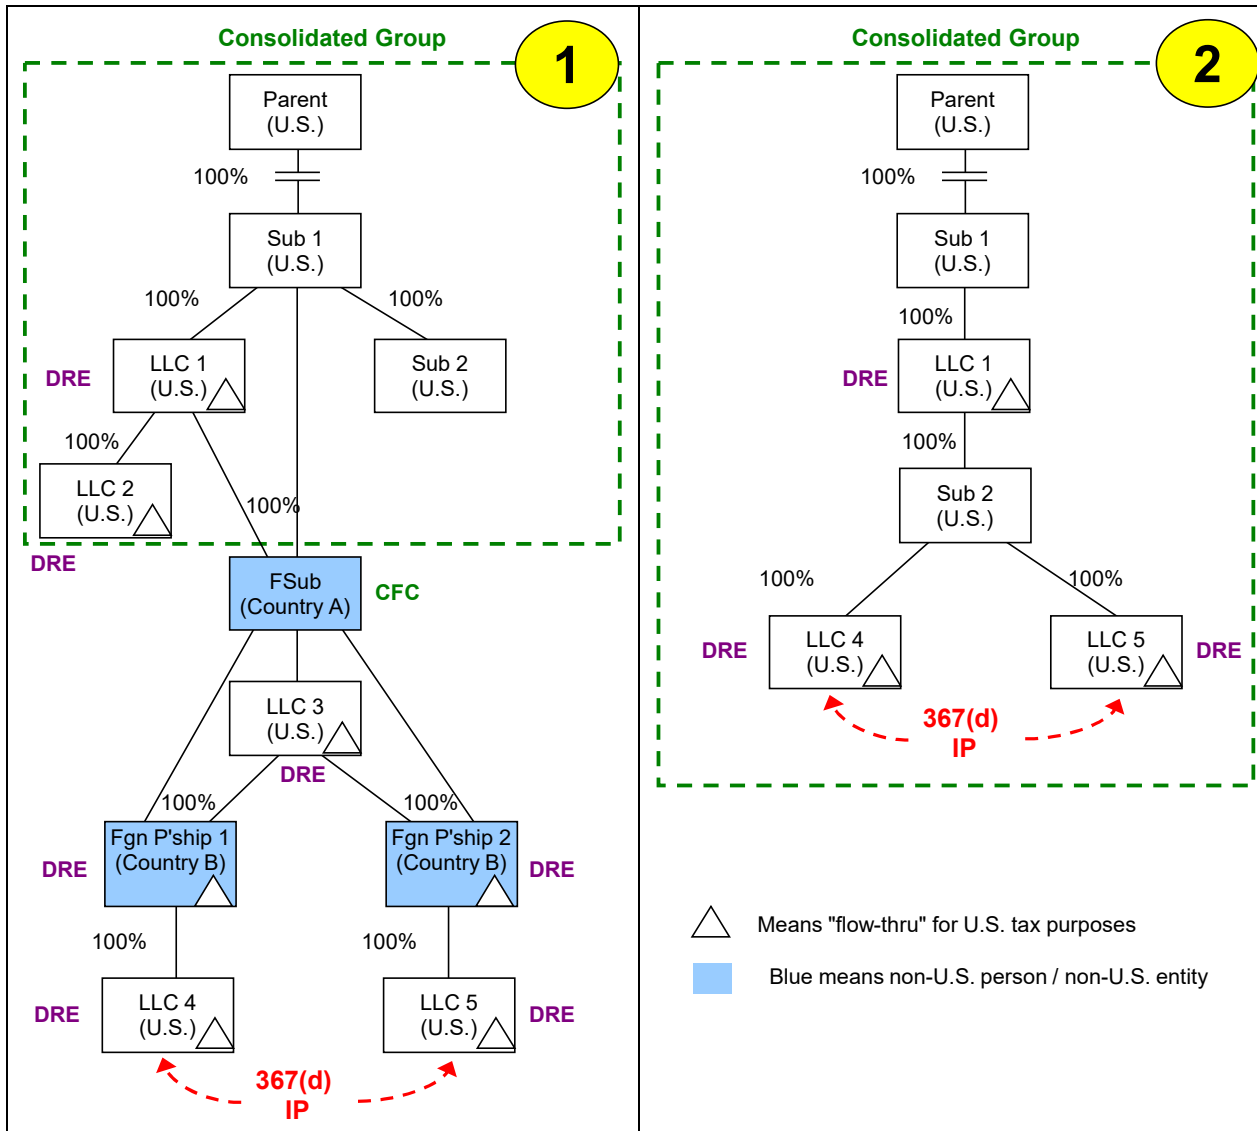 Consolidated Group
1
Parent
(U.S.)
100%
Sub 1
(U.S.)
100%
100%
DRE
LLC 1
(U.S.)
Sub 2
(U.S.)
100%
LLC 2
(U.S.)
100%
DRE
FSub
(Country A)
CFC
LLC 3
(U.S.)
DRE
100%
100%
DRE
Fgn P'ship 1
(Country B)
Fgn P'ship 2
(Country B)
DRE
100%
100%
DRE
LLC 4
(U.S.)
LLC 5
(U.S.)
DRE
367(d)
IP
Consolidated Group
2
Parent
(U.S.)
100%
Sub 1
(U.S.)
100%
DRE
LLC 1
(U.S.)
100%
Sub 2
(U.S.)
100%
100%
DRE
LLC 4
(U.S.)
LLC 5
(U.S.)
DRE
367(d)
IP
Means "flow-thru" for U.S. tax purposes
Blue means non-U.S. person / non-U.S. entity